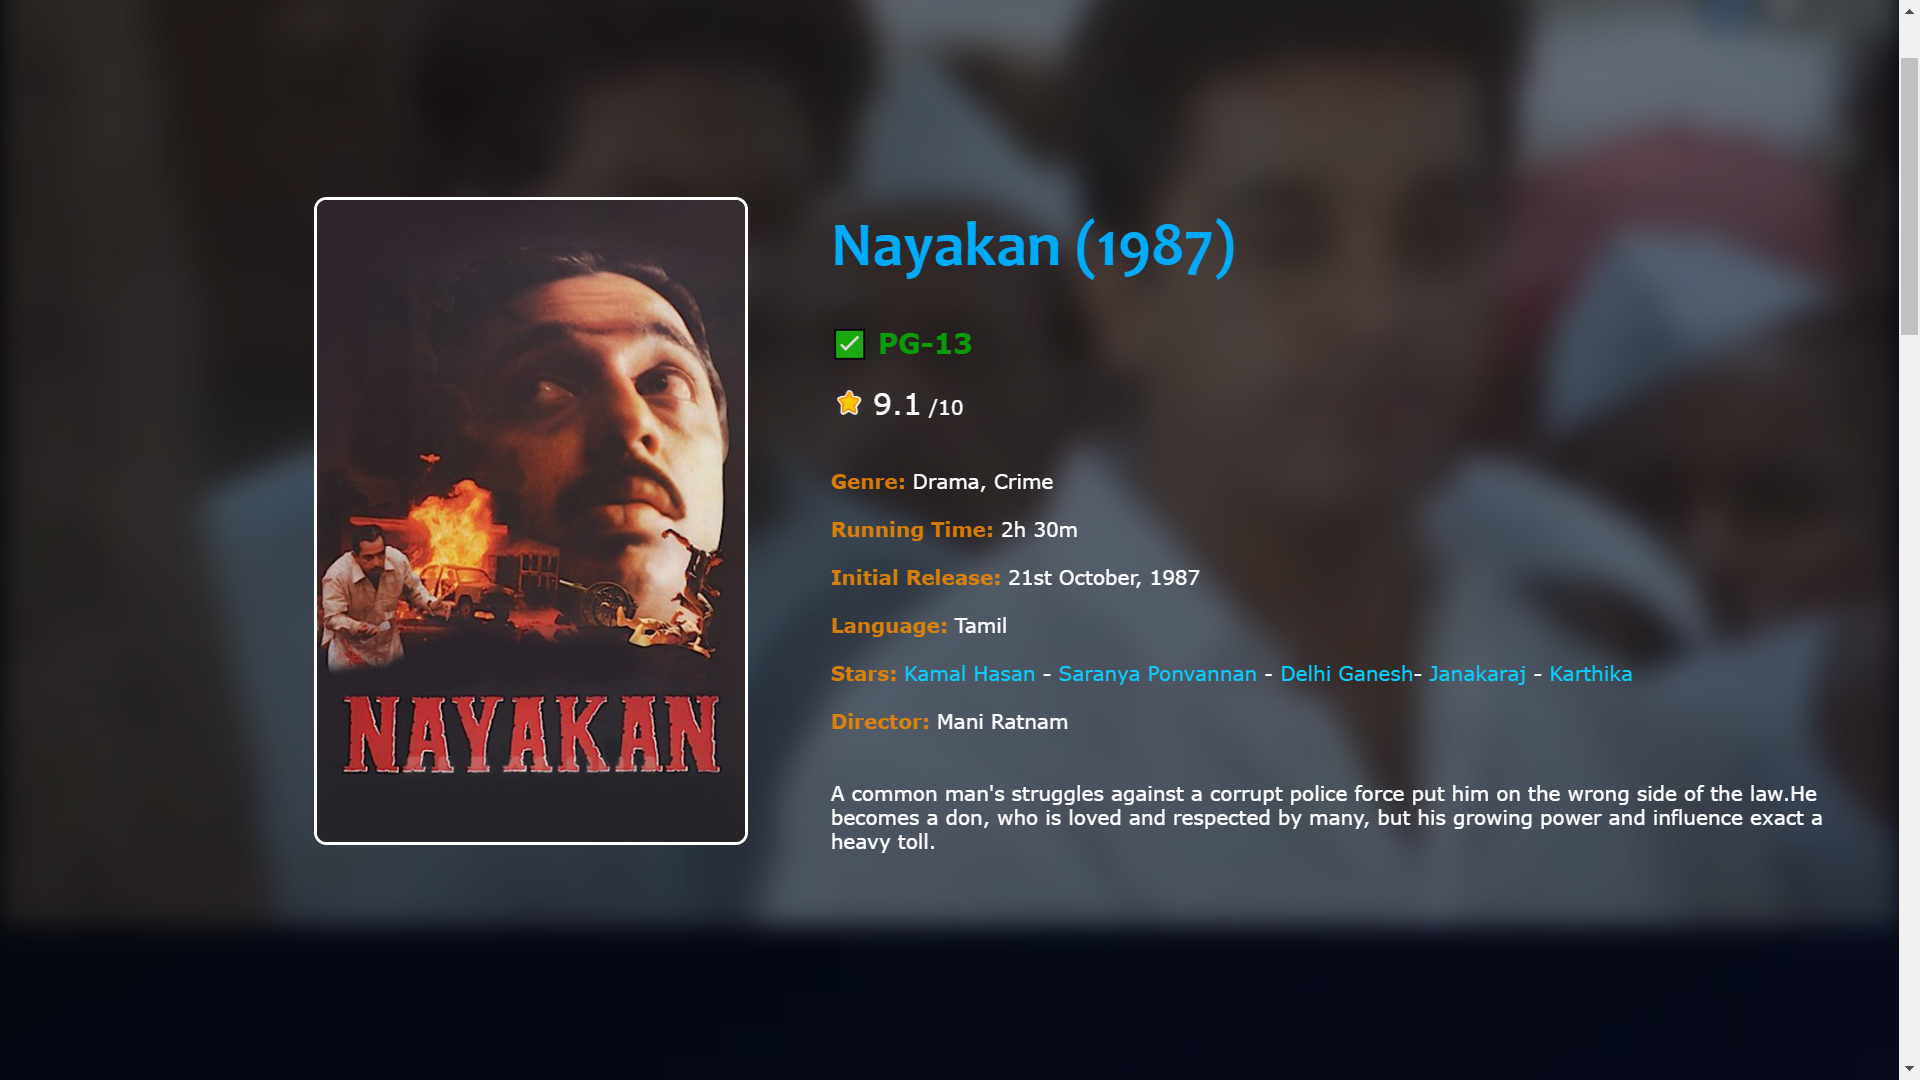 Nayakan (1987)
PG-13
9.1 /10
Genre: Drama, Crime
Running Time: 2h 30m
Initial Release: 21st October, 1987
Language: Tamil
Stars: Kamal Hasan - Saranya Ponvannan - Delhi Ganesh- Janakaraj - Karthika
Director: Mani Ratnam
A common man's struggles against a corrupt police force put him on the wrong side of the law.He
becomes a don, who is loved and respected by many, but his growing power and influence exact a
heavy toll.
NAYAKAN